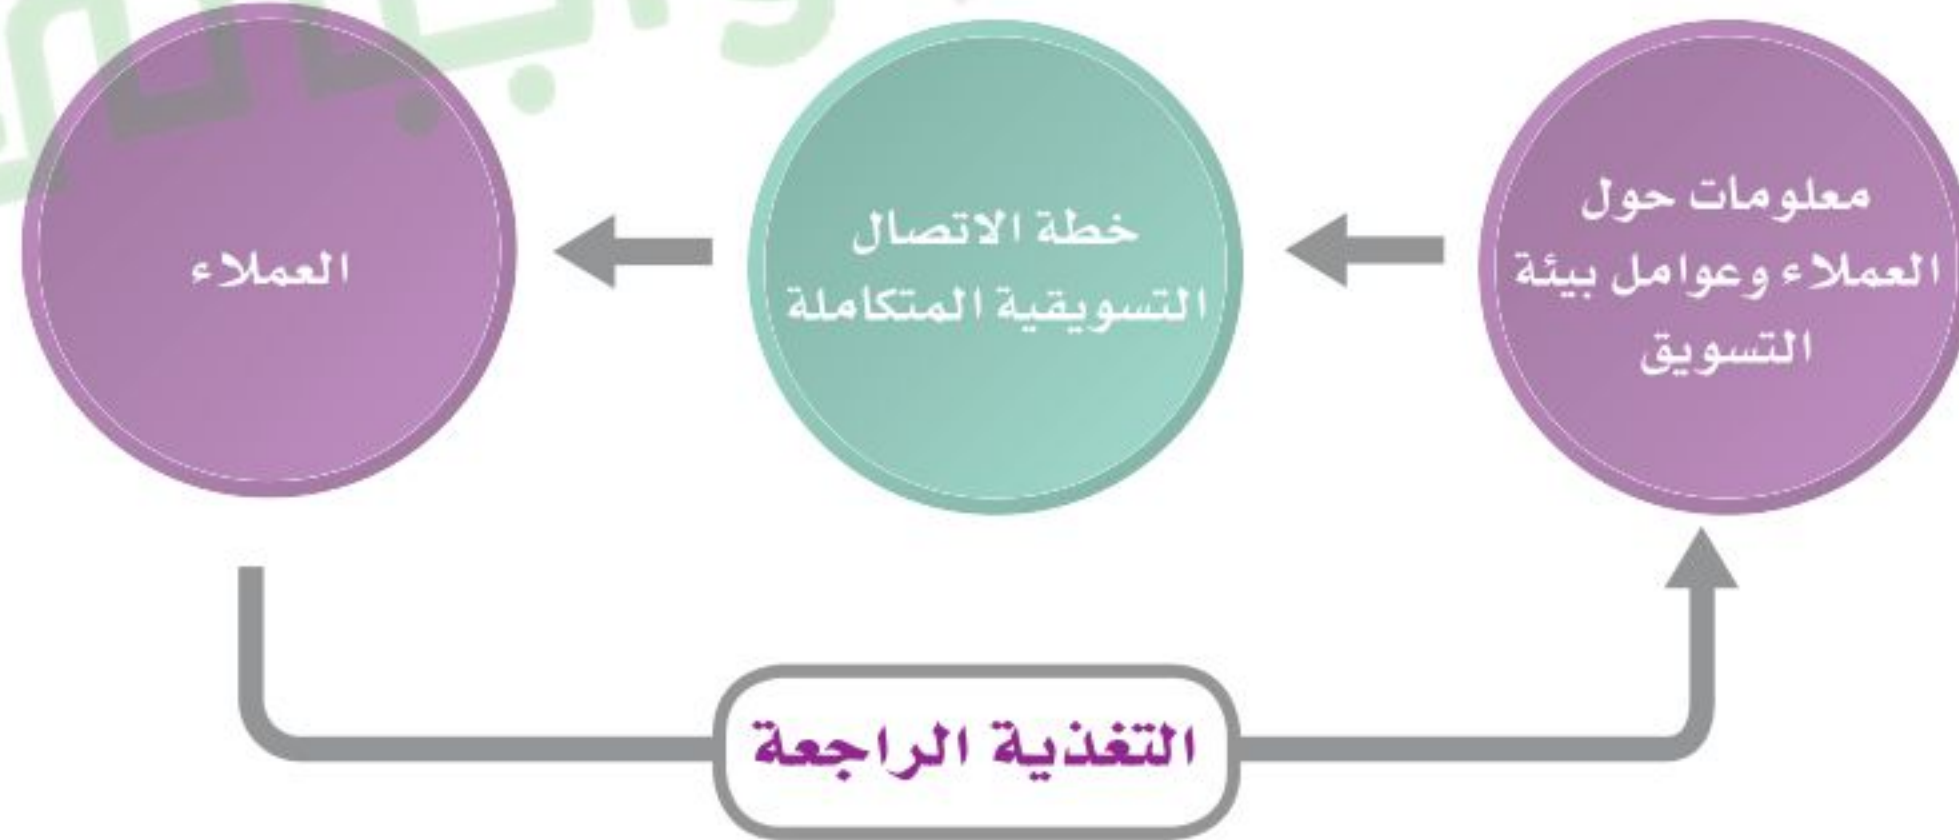 معلومات حول
العملاء وعوامل بيئة
التسويق
خطة الاتصال
التسويقية المتكاملة
العملاء
التغذية الراجعة